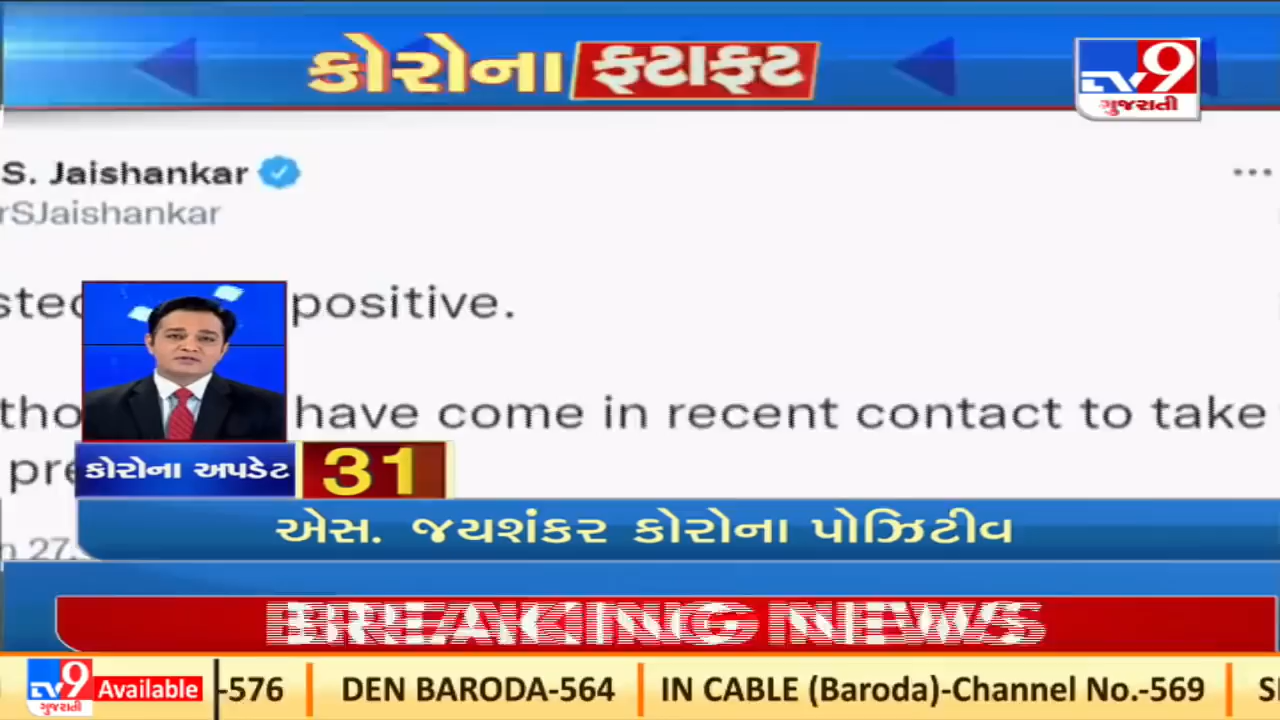 કોરોના ફટાફટ
TV9
ગુજરાતી
S. Jaishankar
rSJaishankar
positive.
have come in recent contact to take
કોરોના અપડેટ 31
એસ. જયશંકર કોરોના પોઝિટીવ
27
BREAKING NEWS
TV9 ગુજરાતી Available -576 DEN BARODA-564 IN CABLE (Baroda)-Channel No.-569